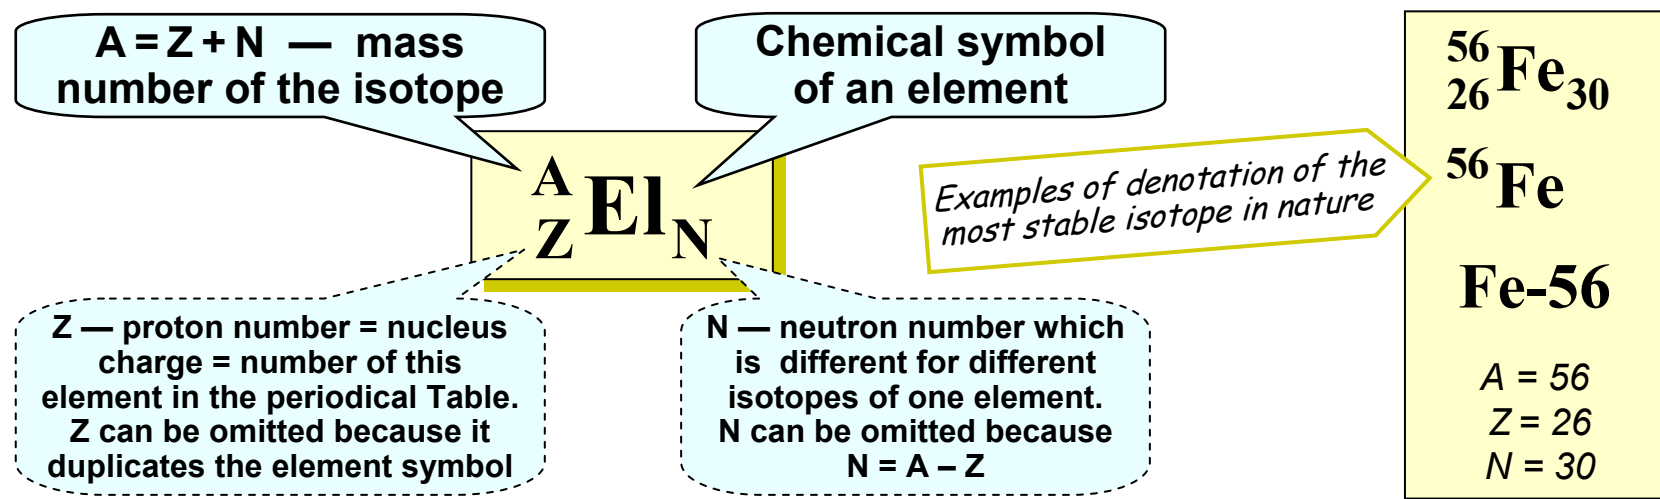 A = Z + N — mass
number of the isotope
Chemical symbol
of an element
A
Z El N
Z — proton number = nucleus
charge = number of this
element in the periodical Table.
Z can be omitted because it
duplicates the element symbol
N — neutron number which
is different for different
isotopes of one element.
N can be omitted because
N = A – Z
Examples of denotation of the
most stable isotope in nature
56
26 Fe 30
56 Fe
Fe-56
A = 56
Z = 26
N = 30